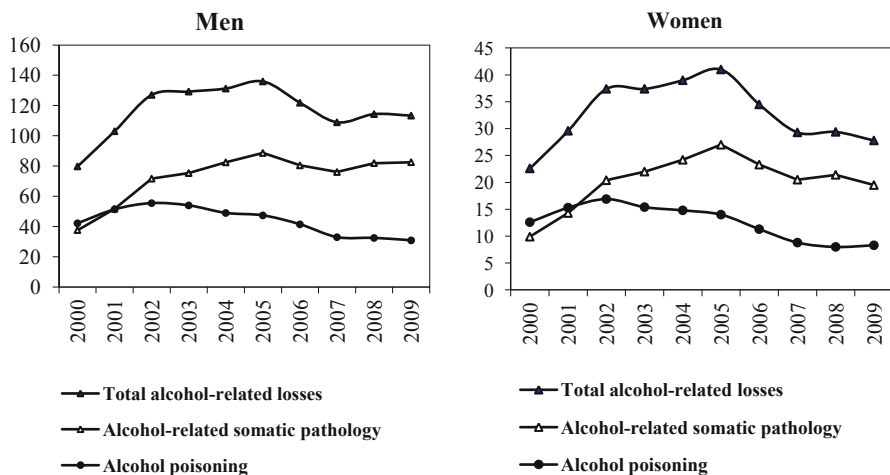 Men
160
140
120
100
80
60
40
20
0
2000 2001 2002 2003 2004 2005 2006 2007 2008 2009
Total alcohol-related losses
Alcohol-related somatic pathology
Alcohol poisoning
Women
45
40
35
30
25
20
15
10
5
0
2000 2001 2002 2003 2004 2005 2006 2007 2008 2009
Total alcohol-related losses
Alcohol-related somatic pathology
Alcohol poisoning